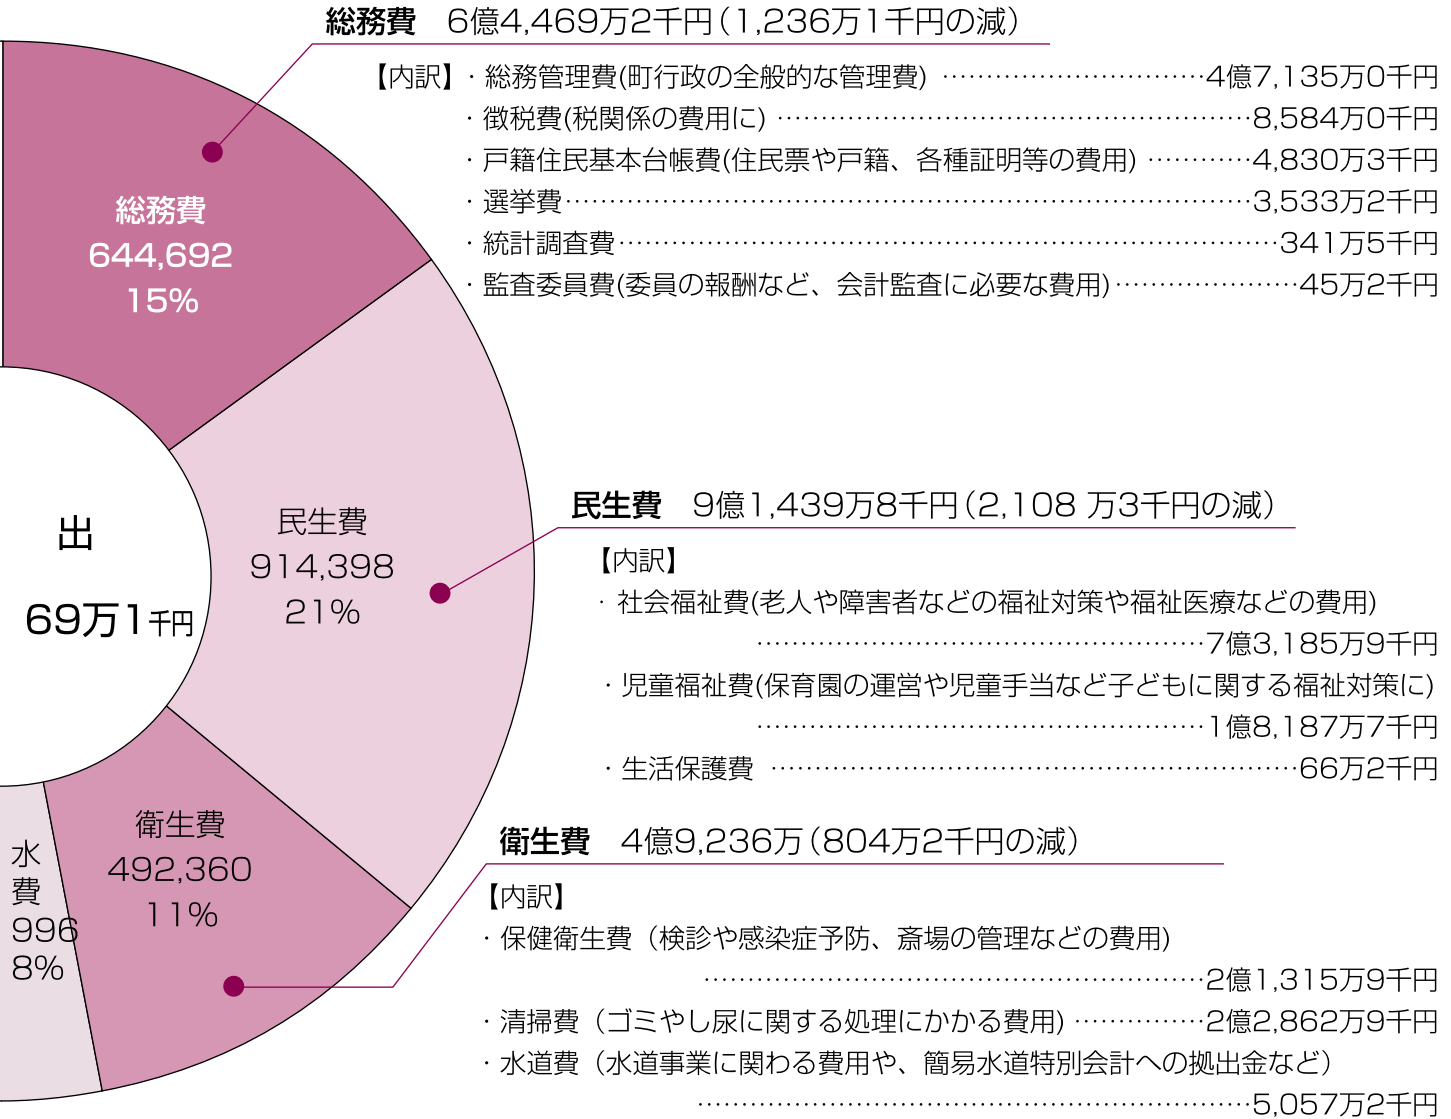 総務費　6億4,469万2千円（1,236万1千円の減）
【内訳】・総務管理費(町行政の全般的な管理費) ……………………………4億7,135万0千円
・徴税費(税関係の費用に) ……………………………………………………8,584万0千円
・戸籍住民基本台帳費(住民票や戸籍、各種証明等の費用) …………4,830万3千円
・選挙費……………………………………………………………………………3,533万2千円
・統計調査費…………………………………………………………………………341万5千円
・監査委員費(委員の報酬など、会計監査に必要な費用) …………………45万2千円
総務費
644,692
15%
民生費　9億1,439万8千円（2,108 万3千円の減）
【内訳】
・社会福祉費(老人や障害者などの福祉対策や福祉医療などの費用)
…………………………………………………7億3,185万9千円
・児童福祉費(保育園の運営や児童手当など子どもに関する福祉対策に)
…………………………………………………1億8,187万7千円
・生活保護費 …………………………………………………………66万2千円
民生費
914,398
21%
出
69万1千円
衛生費　4億9,236万（804万2千円の減）
【内訳】
・保健衛生費（検診や感染症予防、斎場の管理などの費用)
………………………………………………………2億1,315万9千円
・清掃費（ゴミやし尿に関する処理にかかる費用) ……………2億2,862万9千円
・水道費（水道事業に関わる費用や、簡易水道特別会計への拠出金など）
……………………………………………………………5,057万2千円
衛生費
492,360
11%
水
費
996
8%